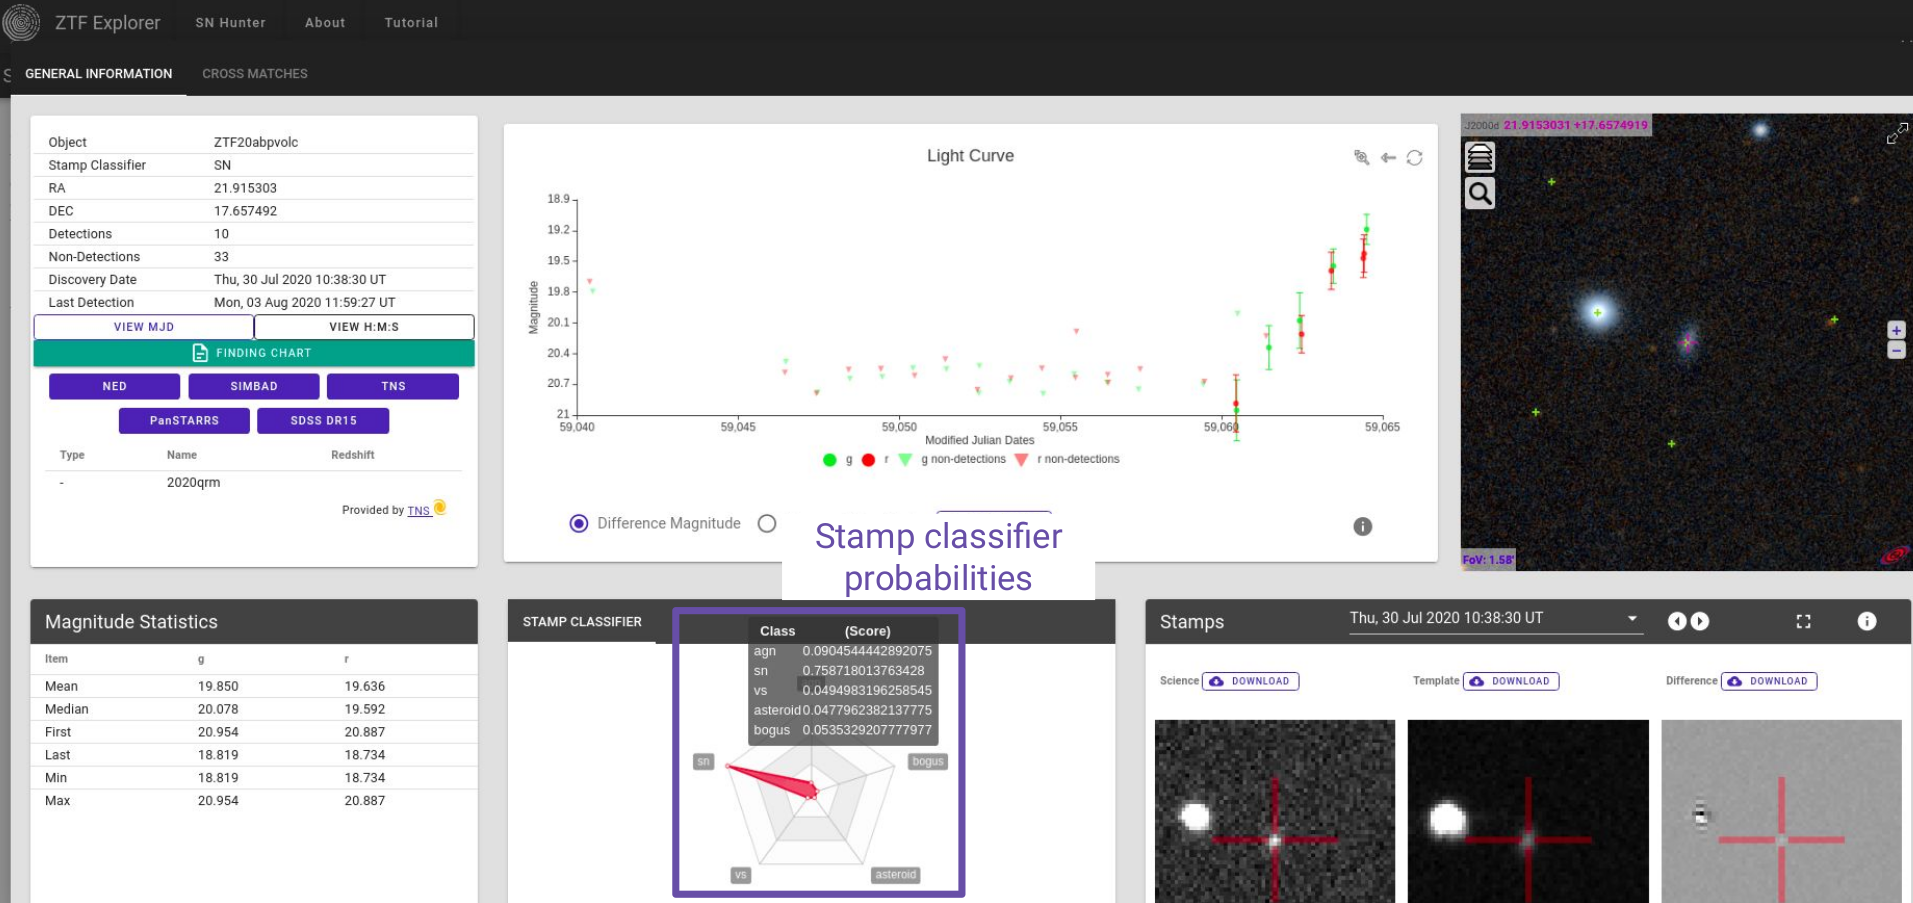 ZTF Explorer SN Hunter About Tutorial
S GENERAL INFORMATION CROSS MATCHES
Object ZTF20abpvolc
Stamp Classifier SN
RA 21.915303
DEC 17.657492
Detections 10
Non-Detections 33
Discovery Date Thu, 30 Jul 2020 10:38:30 UT
Last Detection Mon, 03 Aug 2020 11:59:27 UT
VIEW MJD VIEW H:M:S
FINDING CHART
NED SIMBAD TNS
PanSTARRS SDSS DR15
Type Name Redshift
- 2020qrm
Provided by TNS
Light Curve
18.9
19.2
19.5
19.8
20.1
20.4
20.7
21
Magnitude
59,040 59,045 59,050 59,055 59,060 59,065
Modified Julian Dates
g r g non-detections r non-detections
Difference Magnitude
Stamp classifier
probabilities
J2000d 21.9153031 +17.6574919
+
−
FoV: 1.58'
Magnitude Statistics
Item g r
Mean 19.850 19.636
Median 20.078 19.592
First 20.954 20.887
Last 18.819 18.734
Min 18.819 18.734
Max 20.954 20.887
STAMP CLASSIFIER
Class (Score)
agn 0.0904544442892075
sn 0.758718013763428
vs 0.0494983196258545
asteroid 0.0477962382137775
bogus 0.0535329207777977
sn bogus
vs asteroid
Stamps Thu, 30 Jul 2020 10:38:30 UT
Science DOWNLOAD Template DOWNLOAD Difference DOWNLOAD